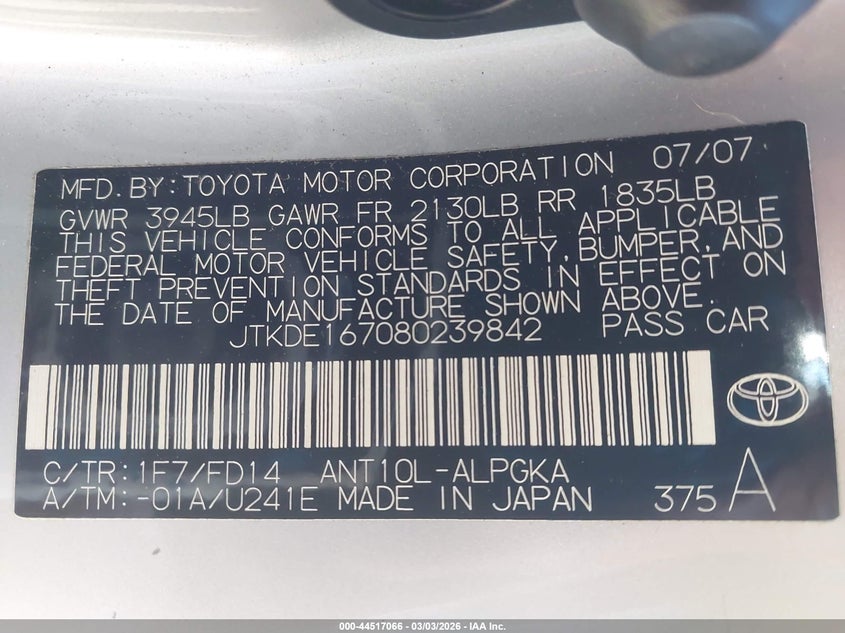 MFD. BY: TOYOTA MOTOR CORPORATION 07/07
GVWR 3945LB GAWR FR 2130LB RR 1835LB
THIS VEHICLE CONFORMS TO ALL APPLICABLE
FEDERAL MOTOR VEHICLE SAFETY, BUMPER, AND
THEFT PREVENTION STANDARDS IN EFFECT ON
THE DATE OF MANUFACTURE SHOWN ABOVE.
JTKDE167080239842 PASS CAR
C/TR: 1F7/FD14 ANT10L-ALPGKA
A/TM: -01A/U241E MADE IN JAPAN 375 A
000-44517066 | 03/03/2026 - IAA Inc.